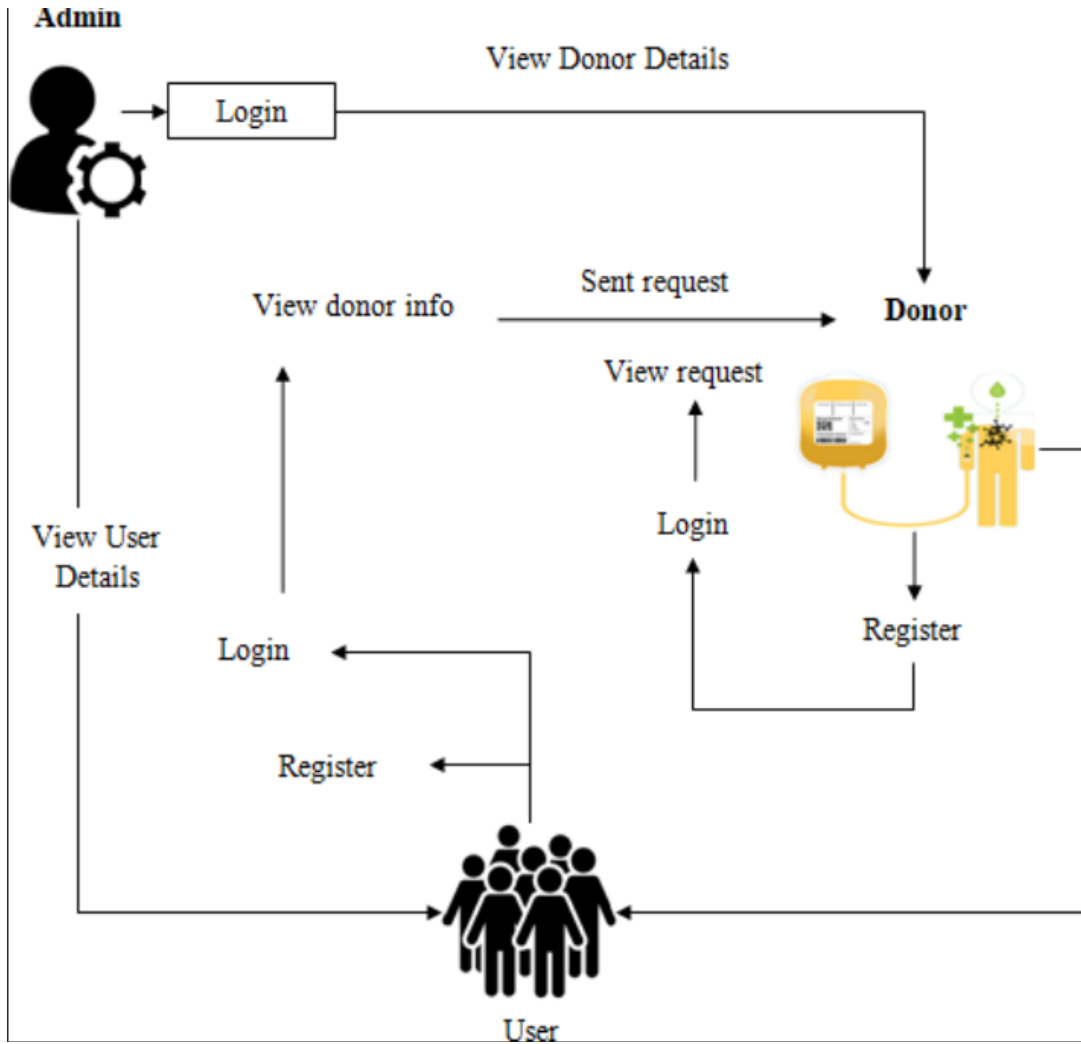 Admin
View Donor Details
Login
Sent request
View donor info
Donor
View request
Login
View User
Details
Register
Login
Register
User